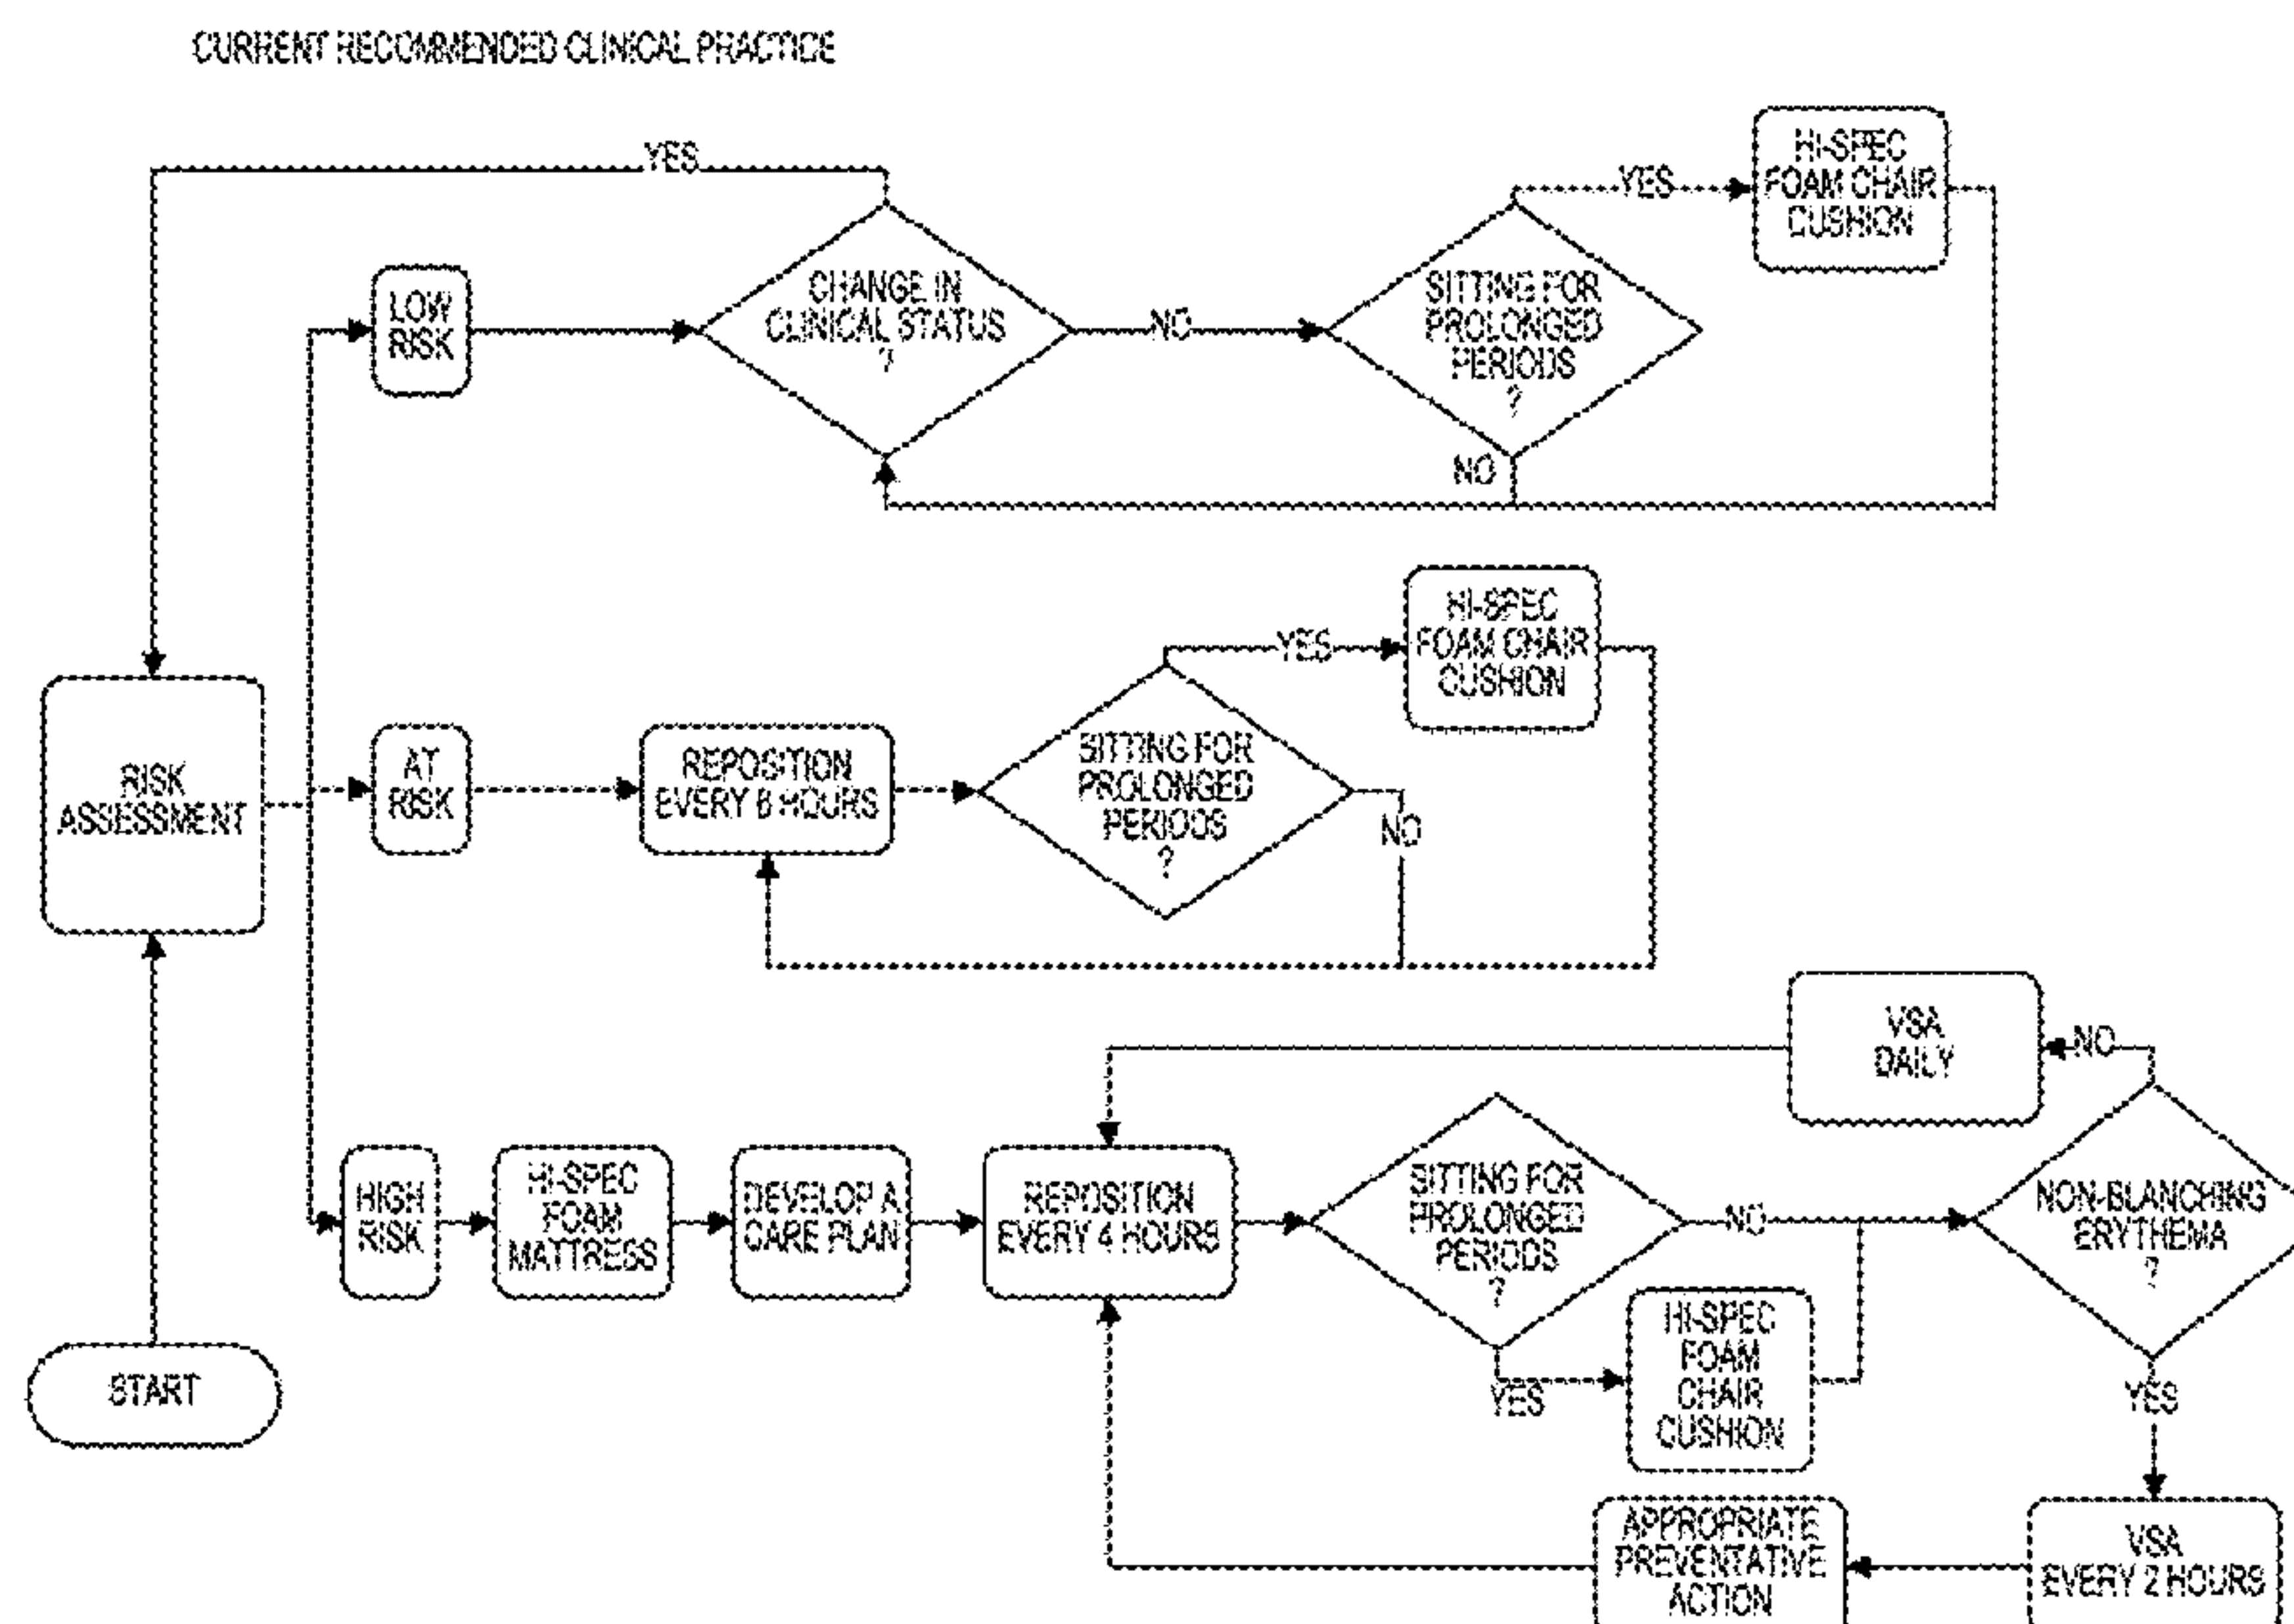 CURRENT RECOMMENDED CLINICAL PRACTICE
YES
HI-SPEC
FOAM CHAIR
CUSHION
YES
LOW
RISK
CHANGE IN
CLINICAL STATUS
?
NO
SITTING FOR
PROLONGED
PERIODS
?
NO
HI-SPEC
FOAM CHAIR
CUSHION
YES
RISK
ASSESSMENT
AT
RISK
REPOSITION
EVERY 6 HOURS
SITTING FOR
PROLONGED
PERIODS
?
NO
VSA
DAILY
NO
HIGH
RISK
HI-SPEC
FOAM
MATTRESS
DEVELOP A
CARE PLAN
REPOSITION
EVERY 4 HOURS
SITTING FOR
PROLONGED
PERIODS
?
NO
NON-BLANCHING
ERYTHEMA
?
YES
HI-SPEC
FOAM
CHAIR
CUSHION
YES
START
APPROPRIATE
PREVENTATIVE
ACTION
VSA
EVERY 2 HOURS